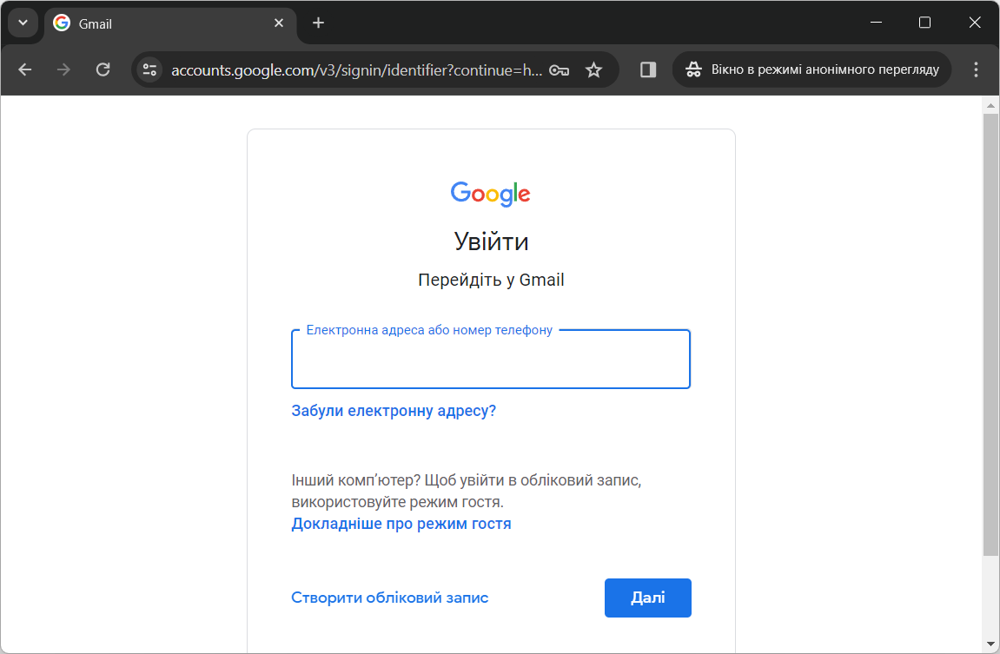 Gmail
accounts.google.com/v3/signin/identifier?continue=h...
Вікно в режимі анонімного перегляду
Google
Увійти
Перейдіть у Gmail
Електронна адреса або номер телефону
Забули електронну адресу?
Інший комп’ютер? Щоб увійти в обліковий запис,
використовуйте режим гостя.
Докладніше про режим гостя
Створити обліковий запис
Далі